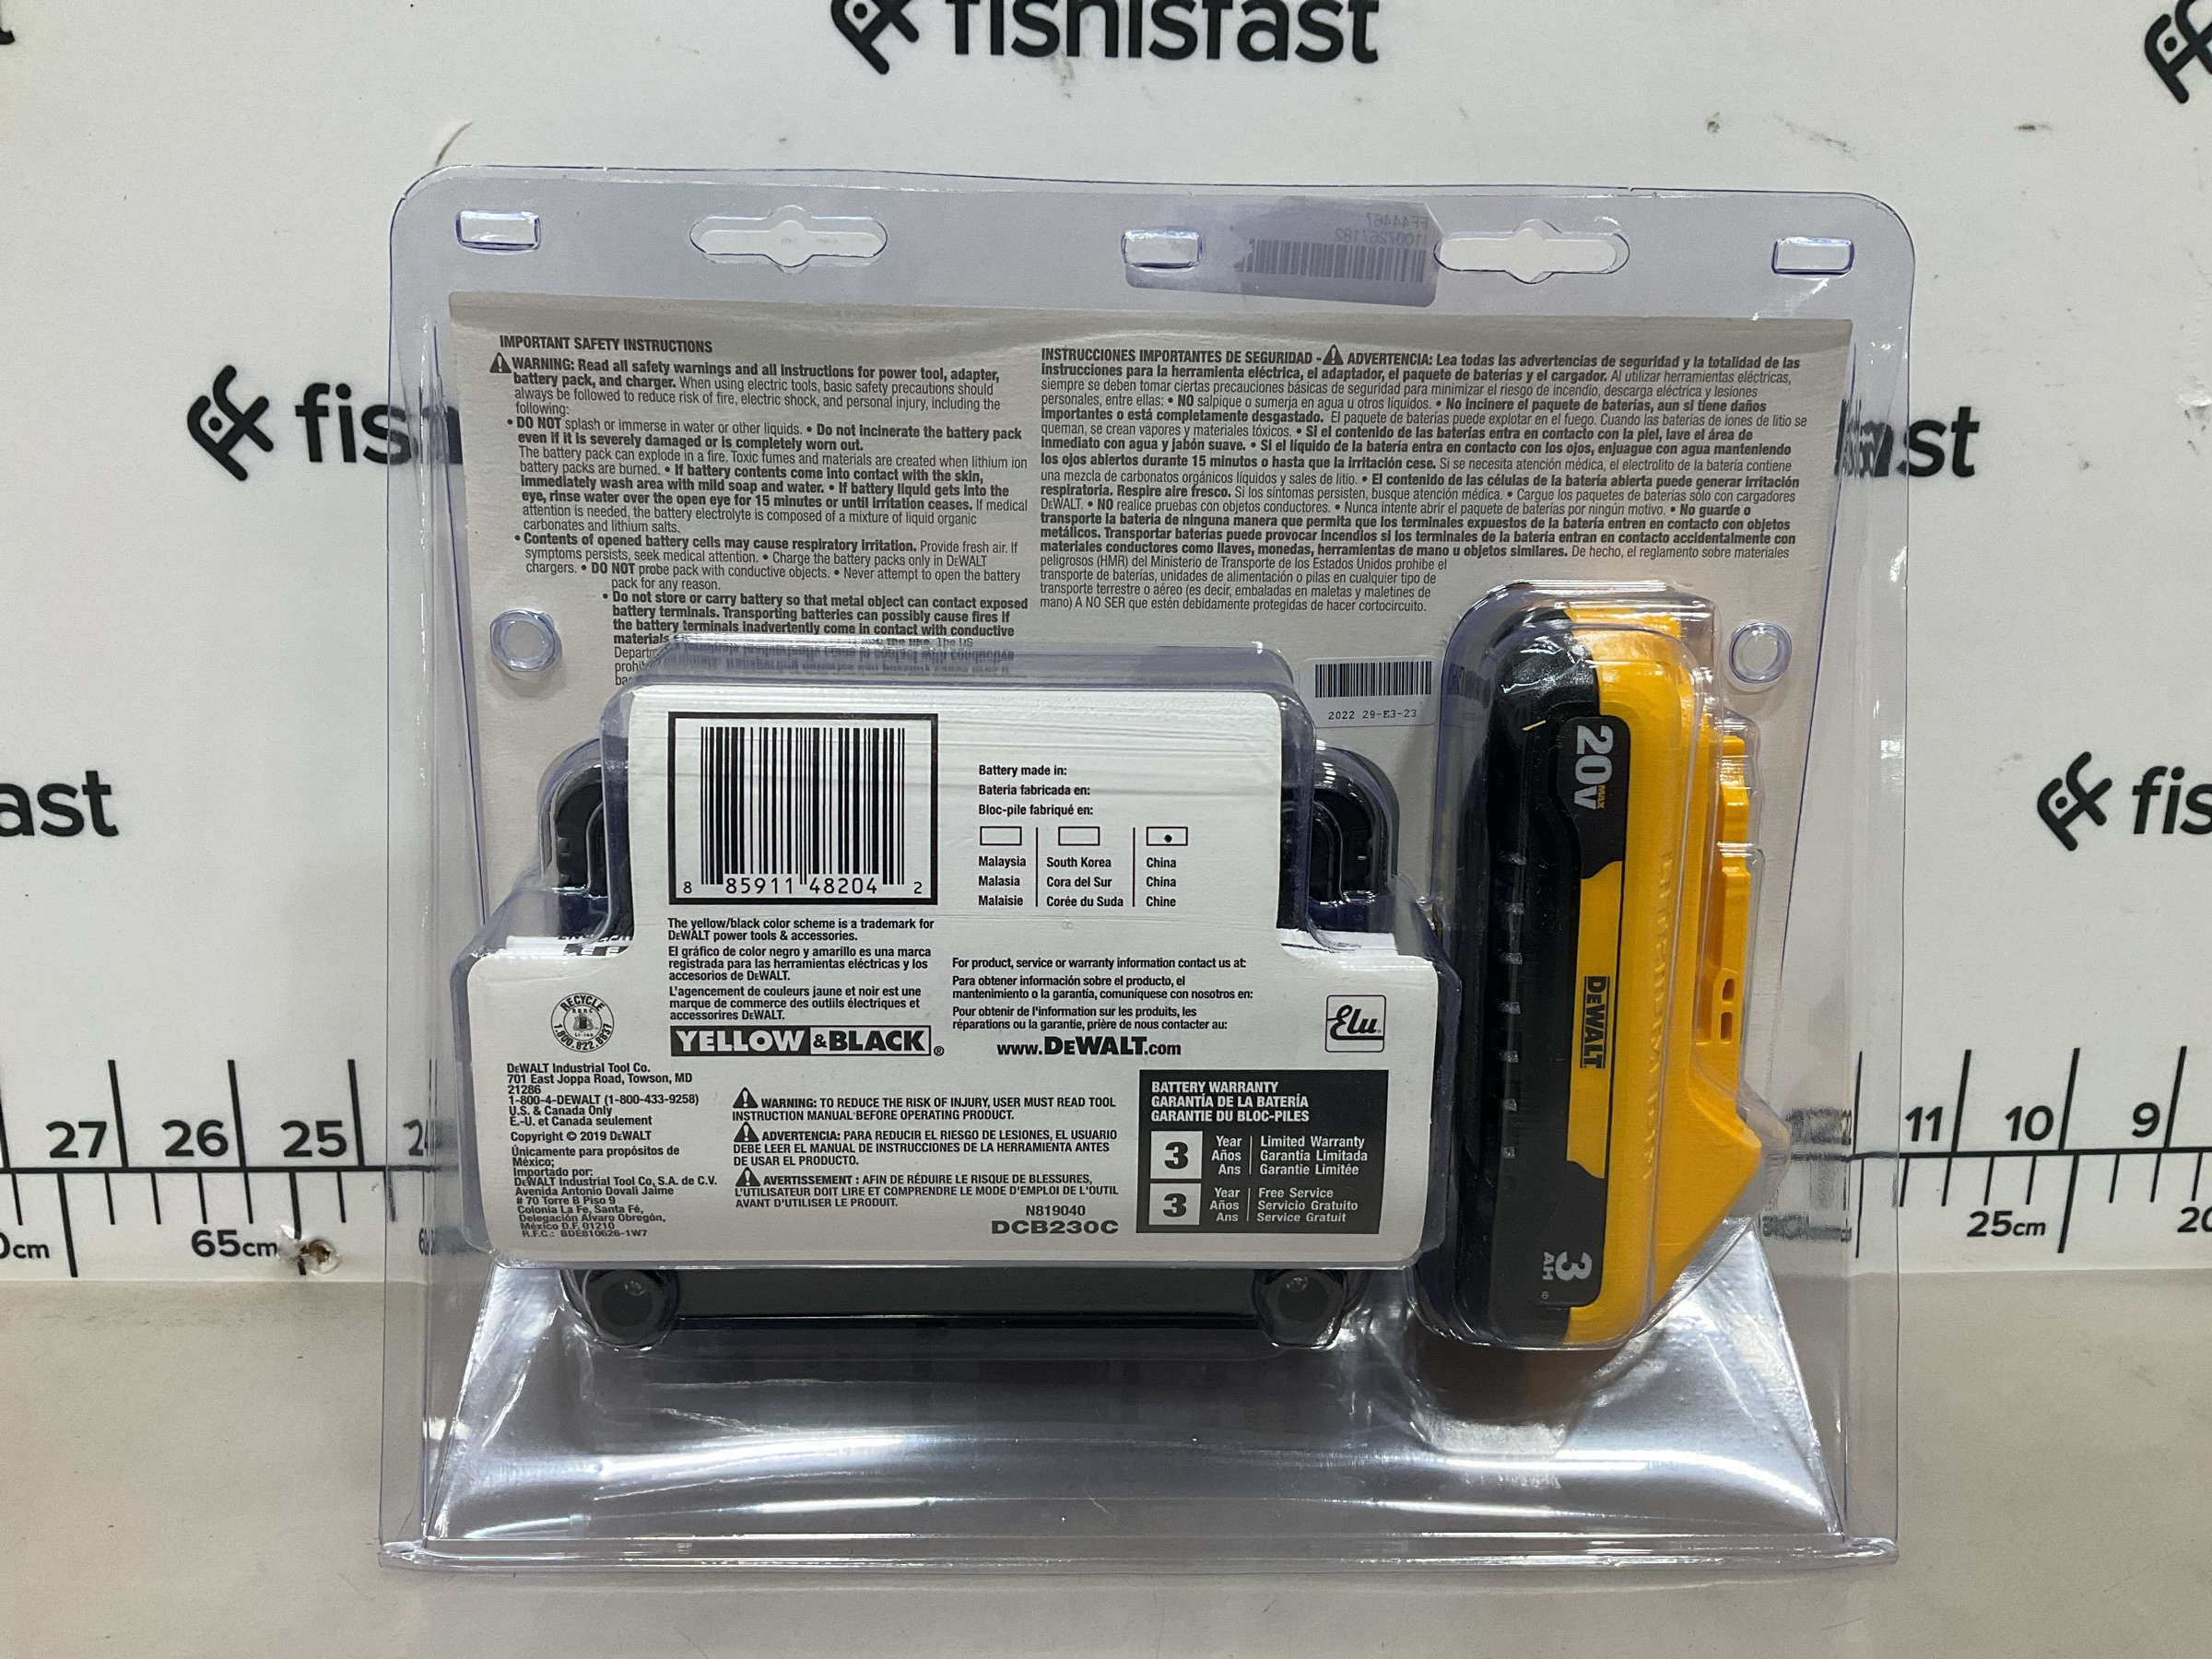 fishisfast
fis
ast
ast
fis
FF44467
11007267182
IMPORTANT SAFETY INSTRUCTIONS
WARNING: Read all safety warnings and all instructions for power tool, adapter,
battery pack, and charger. When using electric tools, basic safety precautions should
always be followed to reduce risk of fire, electric shock, and personal injury, including the
following:
• DO NOT splash or immerse in water or other liquids. • Do not incinerate the battery pack
even if it is severely damaged or is completely worn out.
The battery pack can explode in a fire. Toxic fumes and materials are created when lithium ion
battery packs are burned. • If battery contents come into contact with the skin,
immediately wash area with mild soap and water. • If battery liquid gets into the
eye, rinse water over the open eye for 15 minutes or until irritation ceases. If medical
attention is needed, the battery electrolyte is composed of a mixture of liquid organic
carbonates and lithium salts.
• Contents of opened battery cells may cause respiratory irritation. Provide fresh air. If
symptoms persists, seek medical attention. • Charge the battery packs only in DEWALT
chargers. • DO NOT probe pack with conductive objects. • Never attempt to open the battery
pack for any reason.
• Do not store or carry battery so that metal object can contact exposed
battery terminals. Transporting batteries can possibly cause fires if
the battery terminals inadvertently come in contact with conductive
materials
INSTRUCCIONES IMPORTANTES DE SEGURIDAD - ADVERTENCIA: Lea todas las advertencias de seguridad y la totalidad de las
instrucciones para la herramienta eléctrica, el adaptador, el paquete de baterías y el cargador. Al utilizar herramientas eléctricas,
siempre se deben tomar ciertas precauciones básicas de seguridad para minimizar el riesgo de incendio, descarga eléctrica y lesiones
personales, entre ellas: • NO salpique o sumerja en agua u otros líquidos. • No incinere el paquete de baterías, aun si tiene daños
importantes o está completamente desgastado. El paquete de baterías puede explotar en el fuego. Cuando las baterías de iones de litio se
queman, se crean vapores y materiales tóxicos. • Si el contenido de las baterías entra en contacto con la piel, lave el área de
inmediato con agua y jabón suave. • Si el líquido de la batería entra en contacto con los ojos, enjuague con agua manteniendo
los ojos abiertos durante 15 minutos o hasta que la irritación cese. Si se necesita atención médica, el electrolito de la batería contiene
una mezcla de carbonatos orgánicos líquidos y sales de litio. • El contenido de las células de la batería abierta puede generar irritación
respiratoria. Respire aire fresco. Si los síntomas persisten, busque atención médica. • Cargue los paquetes de baterías sólo con cargadores
DEWALT. • NO realice pruebas con objetos conductores. • Nunca intente abrir el paquete de baterías por ningún motivo. • No guarde o
transporte la batería de ninguna manera que permita que los terminales expuestos de la batería entren en contacto con objetos
metálicos. Transportar baterías puede provocar incendios si los terminales de la batería entran en contacto accidentalmente con
materiales conductores como llaves, monedas, herramientas de mano u objetos similares. De hecho, el reglamento sobre materiales
peligrosos (HMR) del Ministerio de Transporte de los Estados Unidos prohíbe el
transporte de baterías, unidades de alimentación o pilas en cualquier tipo de
transporte terrestre o aéreo (es decir, embaladas en maletas y maletines de
mano) A NO SER que estén debidamente protegidas de hacer cortocircuito.
2022 29-E3-23
8 85911 48204 2
Battery made in:
Bateria fabricada en:
Bloc-pile fabriqué en:
Malaysia South Korea China
Malasia Cora del Sur China
Malaisie Corée du Suda Chine
The yellow/black color scheme is a trademark for
DEWALT power tools & accessories.
El gráfico de color negro y amarillo es una marca
registrada para las herramientas eléctricas y los
accesorios de DEWALT.
L'agencement de couleurs jaune et noir est une
marque de commerce des outlils électriques et
accessorires DEWALT.
YELLOW &BLACK®
For product, service or warranty information contact us at:
Para obtener información sobre el producto, el
mantenimiento o la garantía, comuníquese con nosotros en:
Pour obtenir de l'information sur les produits, les
réparations ou la garantie, prière de nous contacter au:
www.DEWALT.com
Elu
RECYCLE
1.800.822.8837
DEWALT Industrial Tool Co.
701 East Joppa Road, Towson, MD
21286
1-800-4-DEWALT (1-800-433-9258)
U.S. & Canada Only
E.-U. et Canada seulement
Copyright © 2019 DEWALT
Únicamente para propósitos de
México;
Importado por:
DEWALT Industrial Tool Co, S.A. de C.V.
Avenida Antonio Dovalí Jaime
# 70 Torre B Piso 9
Colonia La Fe, Santa Fé,
Delegación Alvaro Obregón,
México D.F. 01210
R.F.C.: BDE810626-1W7
WARNING: TO REDUCE THE RISK OF INJURY, USER MUST READ TOOL
INSTRUCTION MANUAL BEFORE OPERATING PRODUCT.
ADVERTENCIA: PARA REDUCIR EL RIESGO DE LESIONES, EL USUARIO
DEBE LEER EL MANUAL DE INSTRUCCIONES DE LA HERRAMIENTA ANTES
DE USAR EL PRODUCTO.
AVERTISSEMENT : AFIN DE RÉDUIRE LE RISQUE DE BLESSURES,
L'UTILISATEUR DOIT LIRE ET COMPRENDRE LE MODE D'EMPLOI DE L'OUTIL
AVANT D'UTILISER LE PRODUIT.
N819040
DCB230C
BATTERY WARRANTY
GARANTÍA DE LA BATERÍA
GARANTIE DU BLOC-PILES
3 Year Años Ans
Limited Warranty
Garantía Limitada
Garantie Limitée
3 Year Años Ans
Free Service
Servicio Gratuito
Service Gratuit
20V MAX
DEWALT
3 AH
27 26 25
11 10 9
65cm
25cm